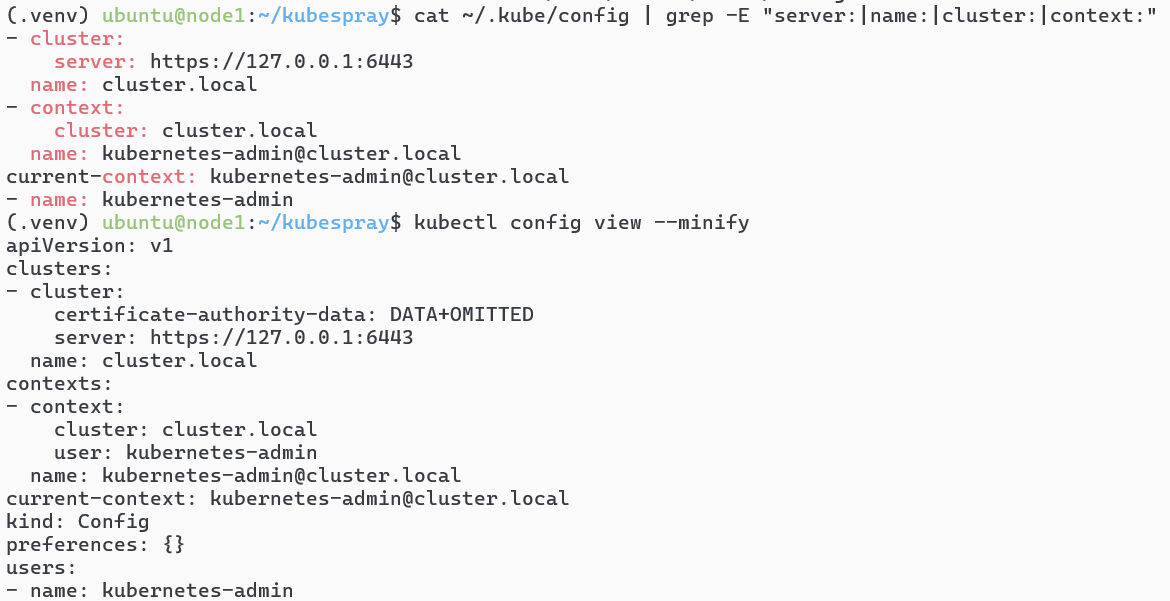 (.venv) ubuntu@node1:~/kubespray$ cat ~/.kube/config | grep -E "server:|name:|cluster:|context:"
- cluster:
    server: https://127.0.0.1:6443
  name: cluster.local
- context:
    cluster: cluster.local
  name: kubernetes-admin@cluster.local
current-context: kubernetes-admin@cluster.local
- name: kubernetes-admin
(.venv) ubuntu@node1:~/kubespray$ kubectl config view --minify
apiVersion: v1
clusters:
- cluster:
    certificate-authority-data: DATA+OMITTED
    server: https://127.0.0.1:6443
  name: cluster.local
contexts:
- context:
    cluster: cluster.local
    user: kubernetes-admin
  name: kubernetes-admin@cluster.local
current-context: kubernetes-admin@cluster.local
kind: Config
preferences: {}
users:
- name: kubernetes-admin